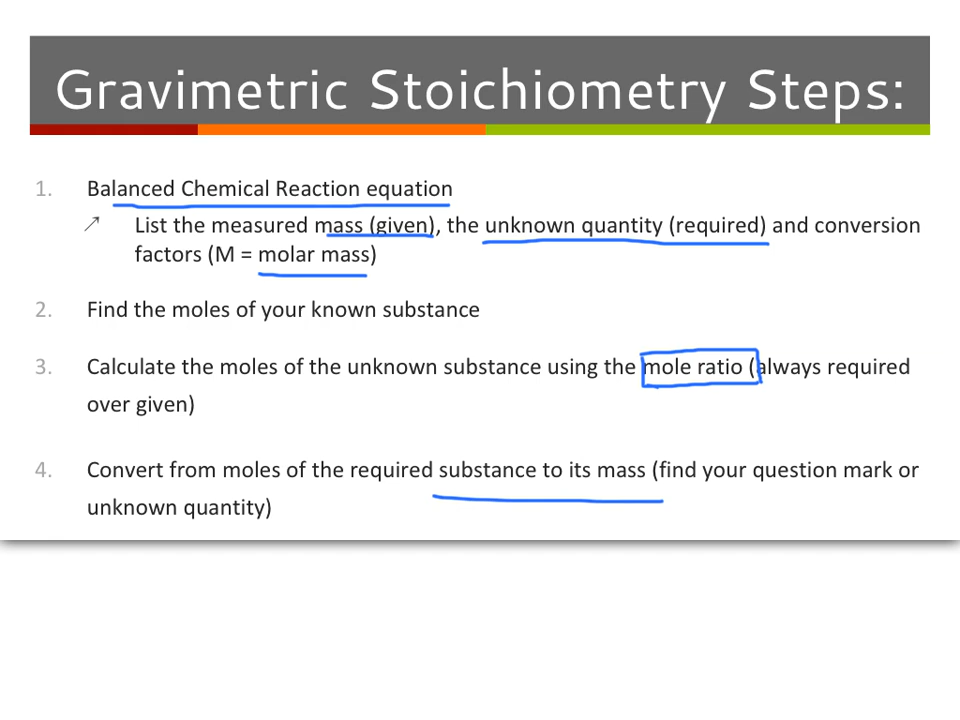 Gravimetric Stoichiometry Steps:
1. Balanced Chemical Reaction equation
↗ List the measured mass (given), the unknown quantity (required) and conversion
factors (M = molar mass)
2. Find the moles of your known substance
3. Calculate the moles of the unknown substance using the mole ratio (always required
over given)
4. Convert from moles of the required substance to its mass (find your question mark or
unknown quantity)